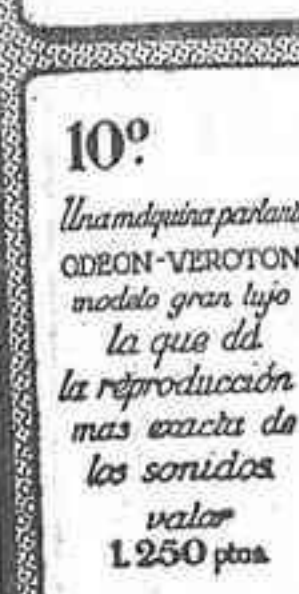 10º
Una máquina parlant
ODEON-VEROTON
modelo gran lujo
la que dá
la reproducción
mas exacta de
los sonidos
valor
1.250 ptas.